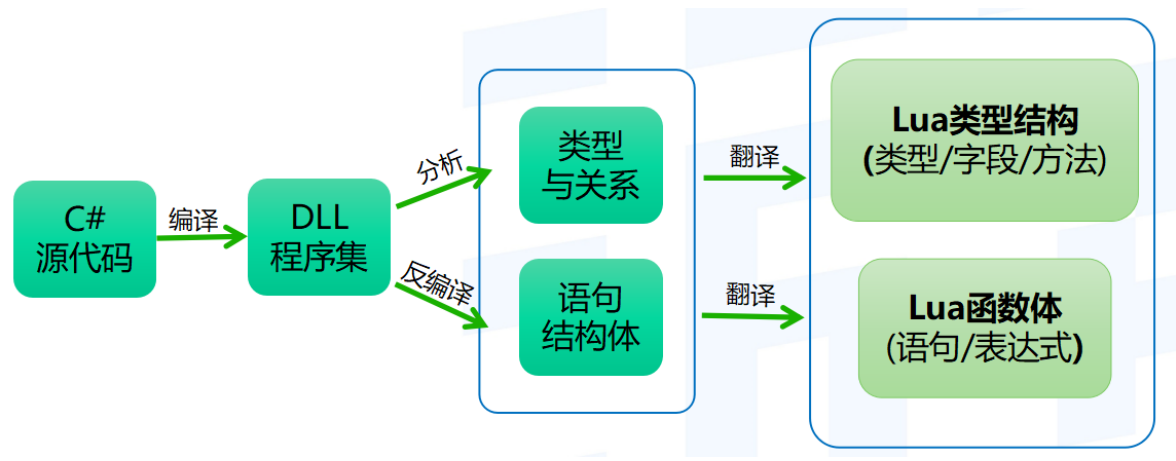 C#
源代码
编译
DLL
程序集
分析
反编译
类型
与关系
语句
结构体
翻译
翻译
Lua类型结构
(类型/字段/方法)
Lua函数体
(语句/表达式)